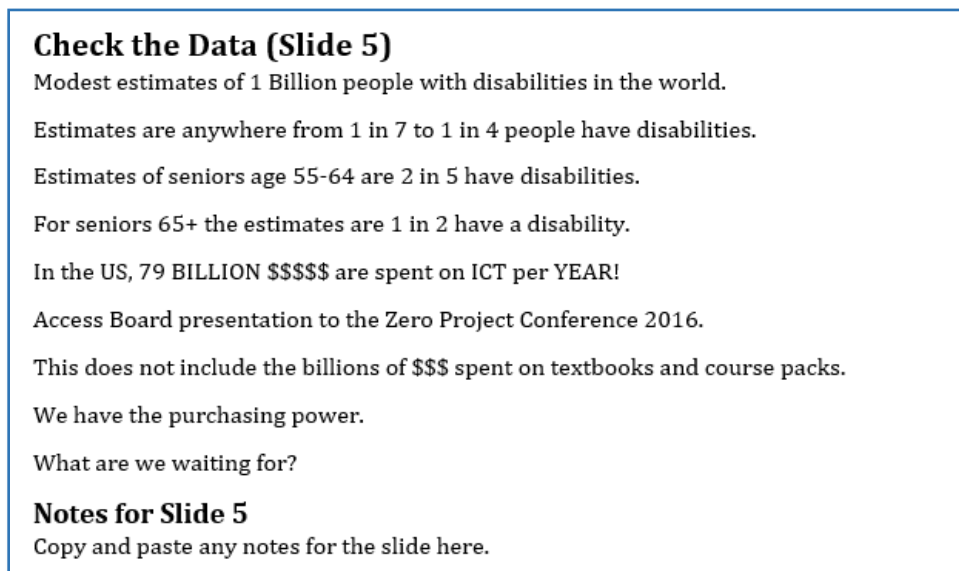 Check the Data (Slide 5)
Modest estimates of 1 Billion people with disabilities in the world.
Estimates are anywhere from 1 in 7 to 1 in 4 people have disabilities.
Estimates of seniors age 55-64 are 2 in 5 have disabilities.
For seniors 65+ the estimates are 1 in 2 have a disability.
In the US, 79 BILLION $$$$$ are spent on ICT per YEAR!
Access Board presentation to the Zero Project Conference 2016.
This does not include the billions of $$$ spent on textbooks and course packs.
We have the purchasing power.
What are we waiting for?
Notes for Slide 5
Copy and paste any notes for the slide here.